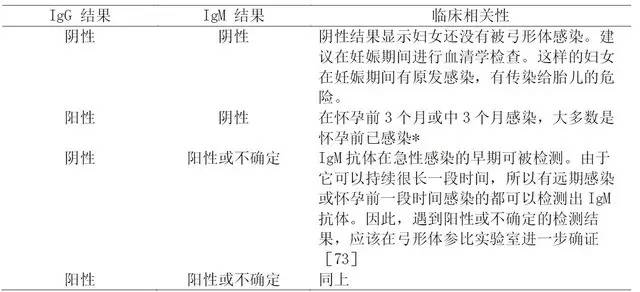 IgG 结果 IgM 结果 临床相关性
阴性 阴性 阴性结果显示妇女还没有被弓形体感染。建
议在妊娠期间进行血清学检查。这样的妇女
在妊娠期间有原发感染，有传染给胎儿的危
险。
阳性 阴性 在怀孕前 3 个月或中 3 个月感染，大多数是
怀孕前已感染*
阴性 阳性或不确定 IgM 抗体在急性感染的早期可被检测。由于
它可以持续很长一段时间，所以有远期感染
或怀孕前一段时间感染的都可以检测出 IgM
抗体。因此，遇到阳性或不确定的检测结
果，应该在弓形体参比实验室进一步确证
［73］
阳性 阳性或不确定 同上